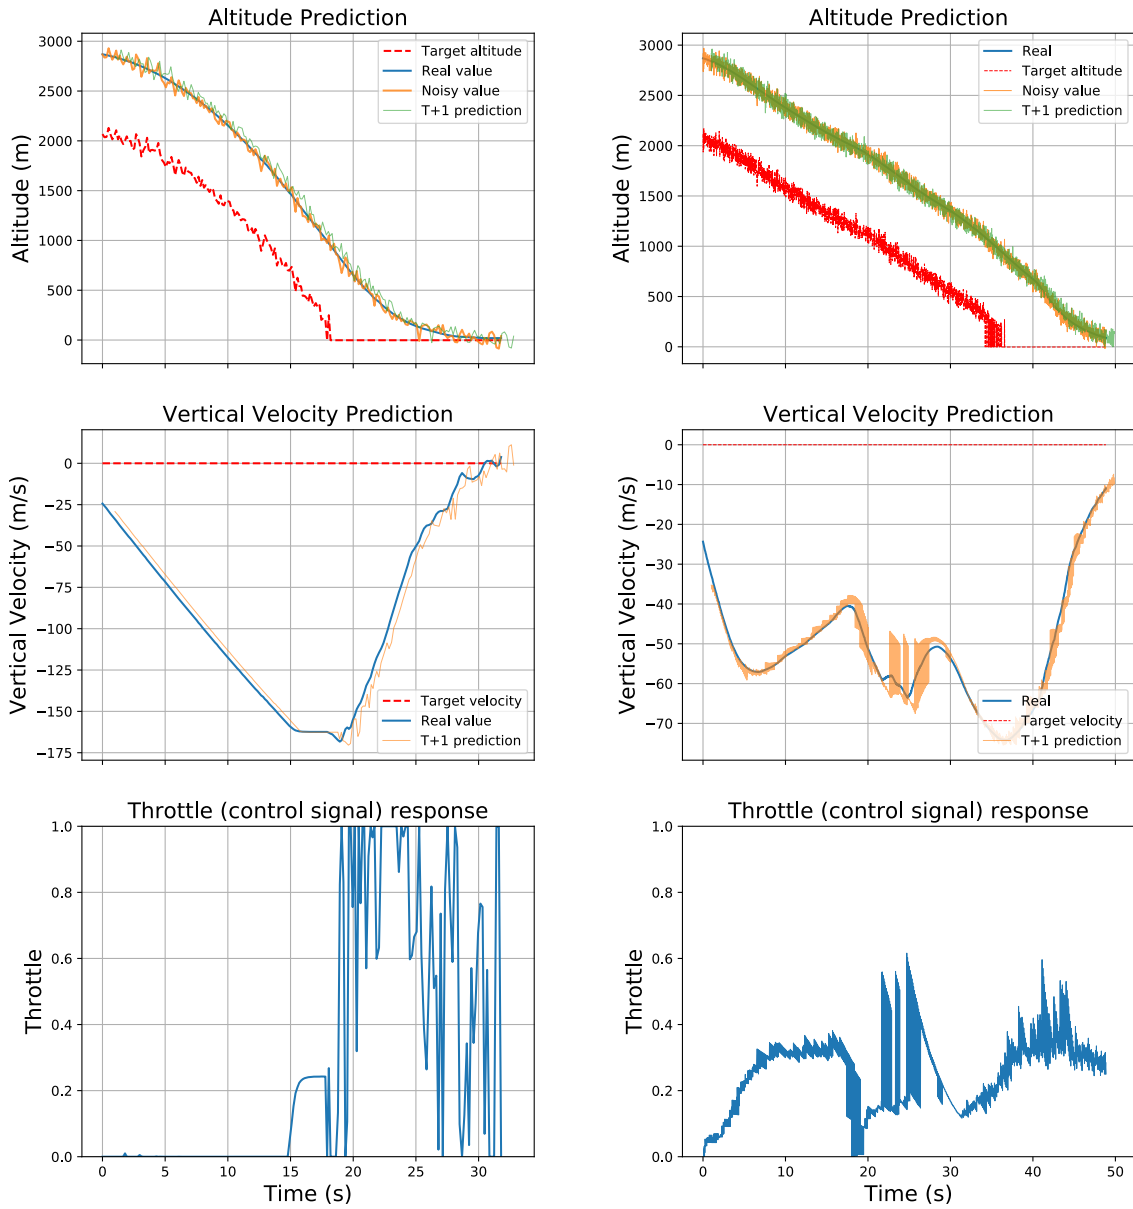 Altitude Prediction
3000
2500
2000
1500
1000
500
0
Altitude (m)
Target altitude
Real value
Noisy value
T+1 prediction
Altitude Prediction
3000
2500
2000
1500
1000
500
0
Altitude (m)
Real
Target altitude
Noisy value
T+1 prediction
Vertical Velocity Prediction
0
−25
−50
−75
−100
−125
−150
−175
Vertical Velocity (m/s)
Target velocity
Real value
T+1 prediction
Vertical Velocity Prediction
0
−10
−20
−30
−40
−50
−60
−70
Vertical Velocity (m/s)
Real
Target velocity
T+1 prediction
Throttle (control signal) response
1.0
0.8
0.6
0.4
0.2
0.0
Throttle
0 5 10 15 20 25 30
Time (s)
Throttle (control signal) response
1.0
0.8
0.6
0.4
0.2
0.0
Throttle
0 10 20 30 40 50
Time (s)